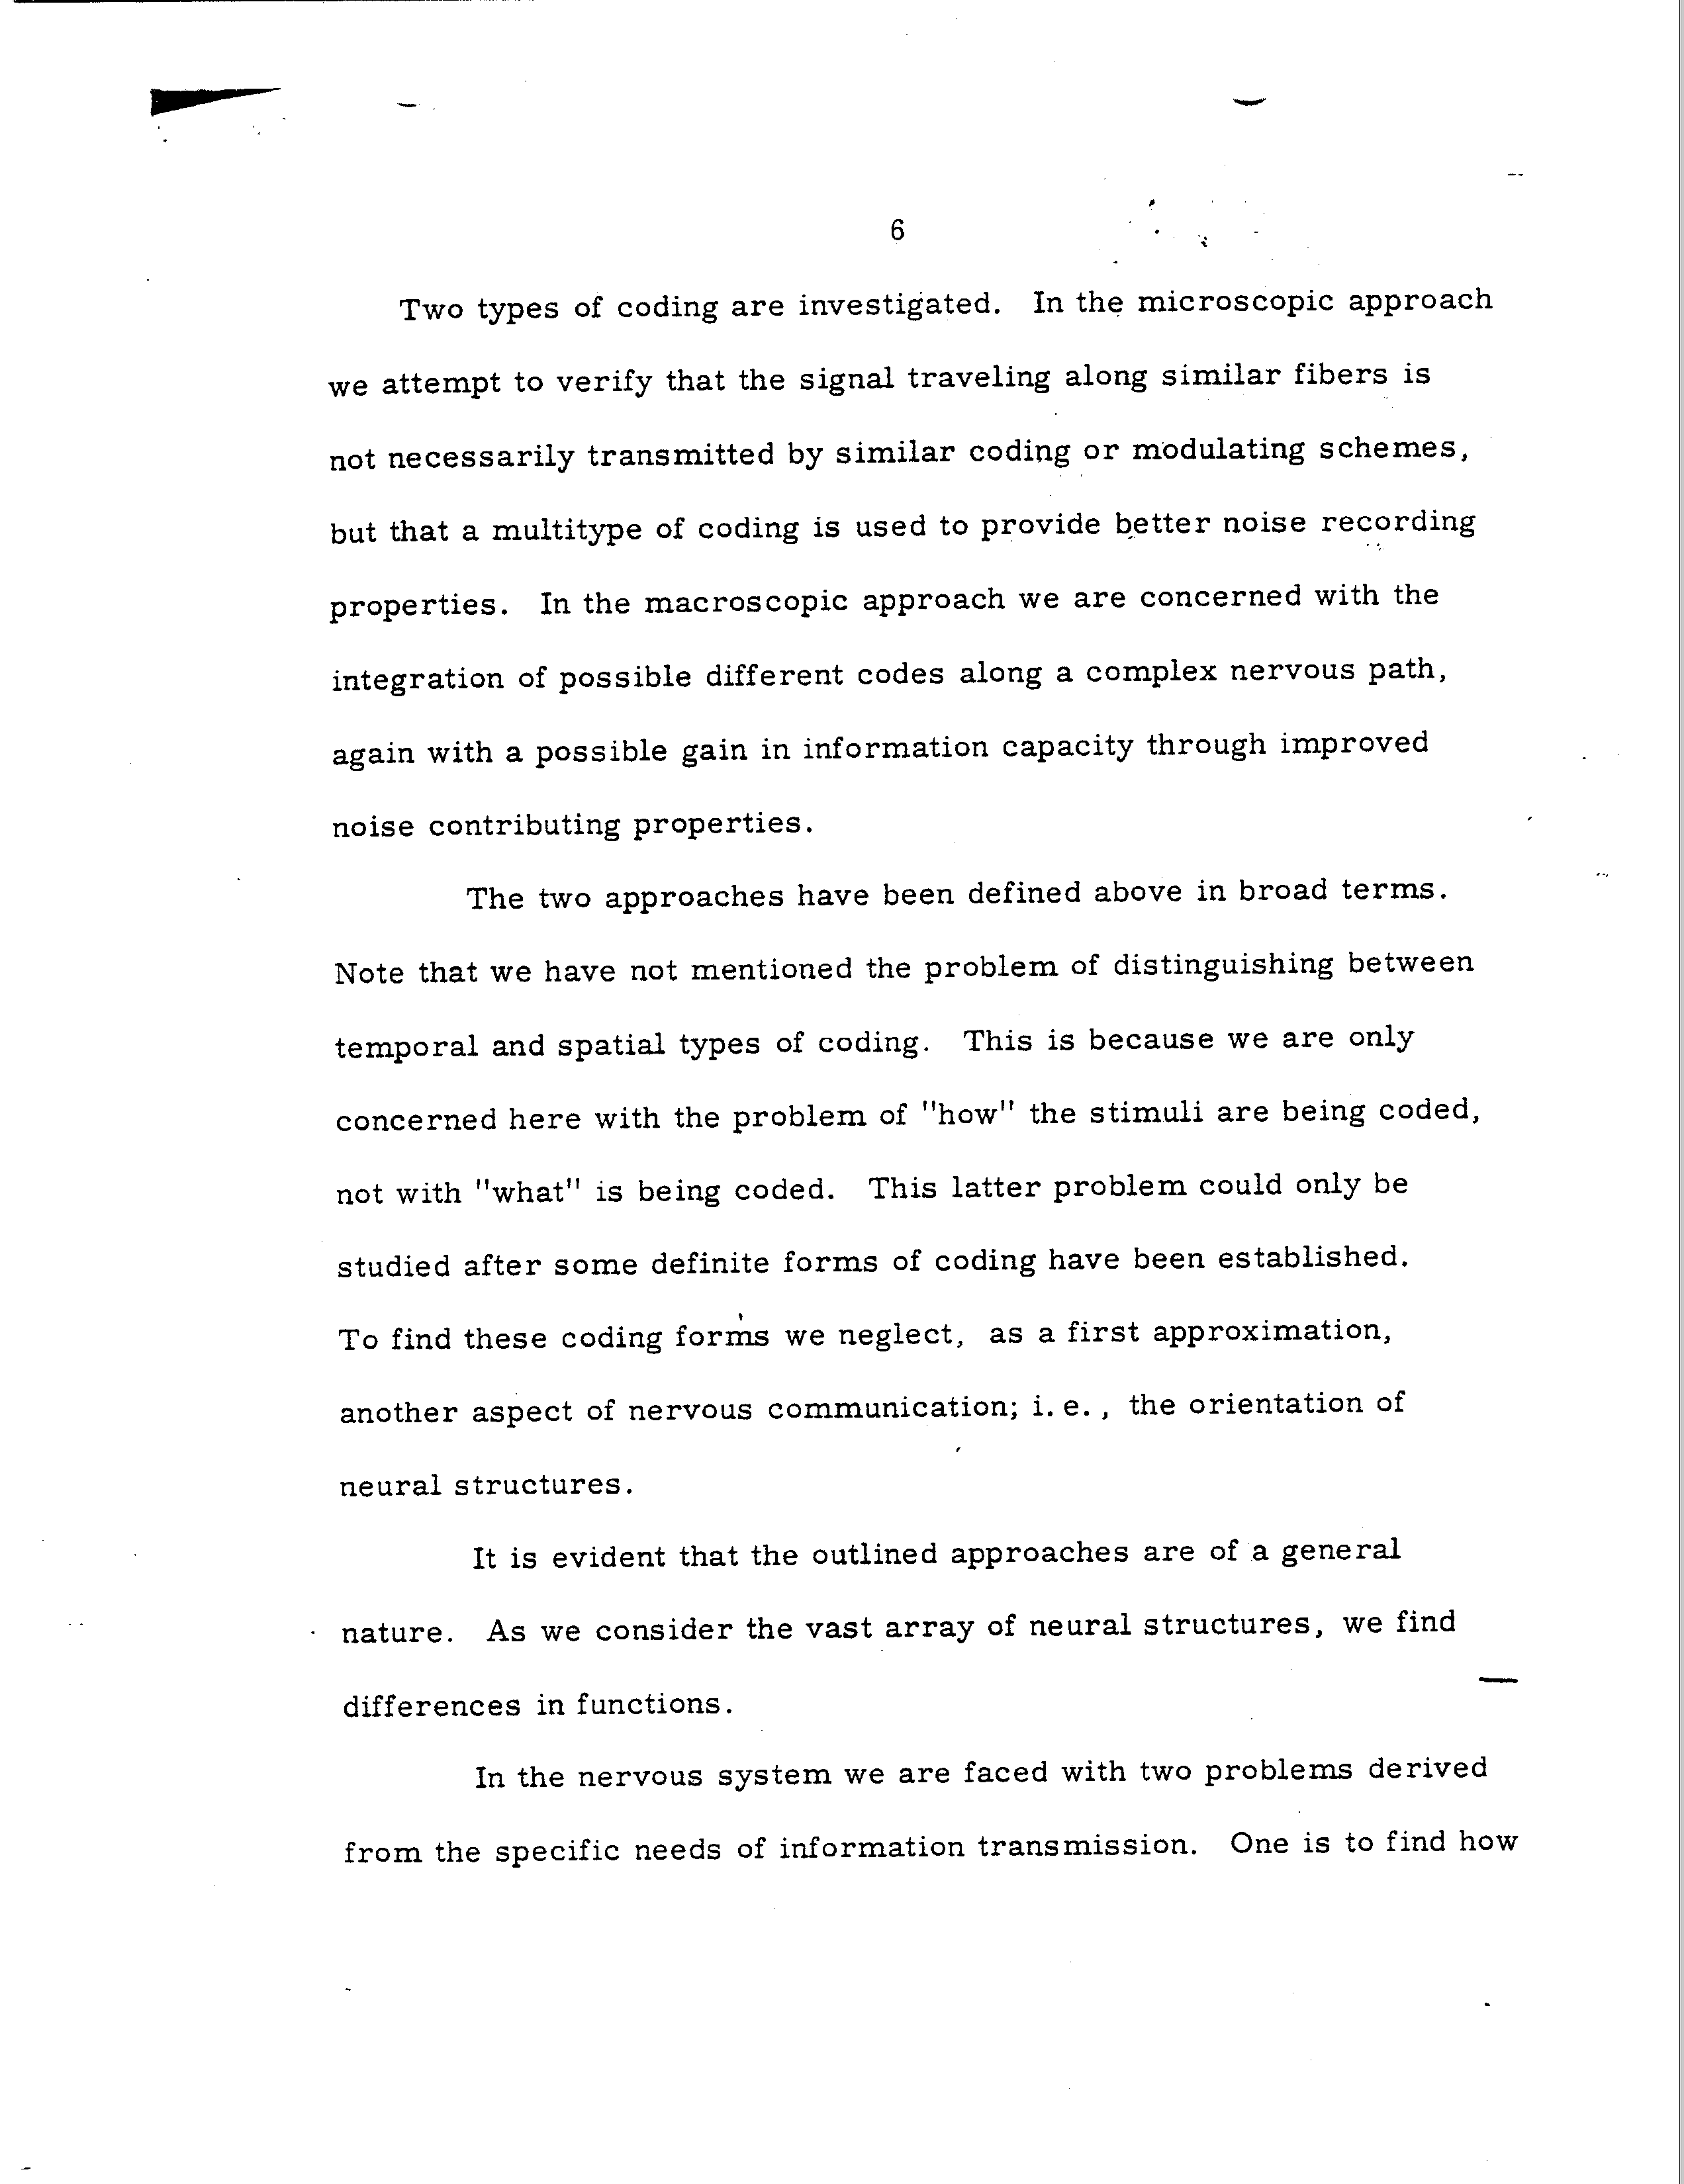 6
Two types of coding are investigated. In the microscopic approach
we attempt to verify that the signal traveling along similar fibers is
not necessarily transmitted by similar coding or modulating schemes,
but that a multitype of coding is used to provide better noise recording
properties. In the macroscopic approach we are concerned with the
integration of possible different codes along a complex nervous path,
again with a possible gain in information capacity through improved
noise contributing properties.
The two approaches have been defined above in broad terms.
Note that we have not mentioned the problem of distinguishing between
temporal and spatial types of coding. This is because we are only
concerned here with the problem of "how" the stimuli are being coded,
not with "what" is being coded. This latter problem could only be
studied after some definite forms of coding have been established.
To find these coding forms we neglect, as a first approximation,
another aspect of nervous communication; i. e. , the orientation of
neural structures.
It is evident that the outlined approaches are of a general
nature. As we consider the vast array of neural structures, we find
differences in functions.
In the nervous system we are faced with two problems derived
from the specific needs of information transmission. One is to find how